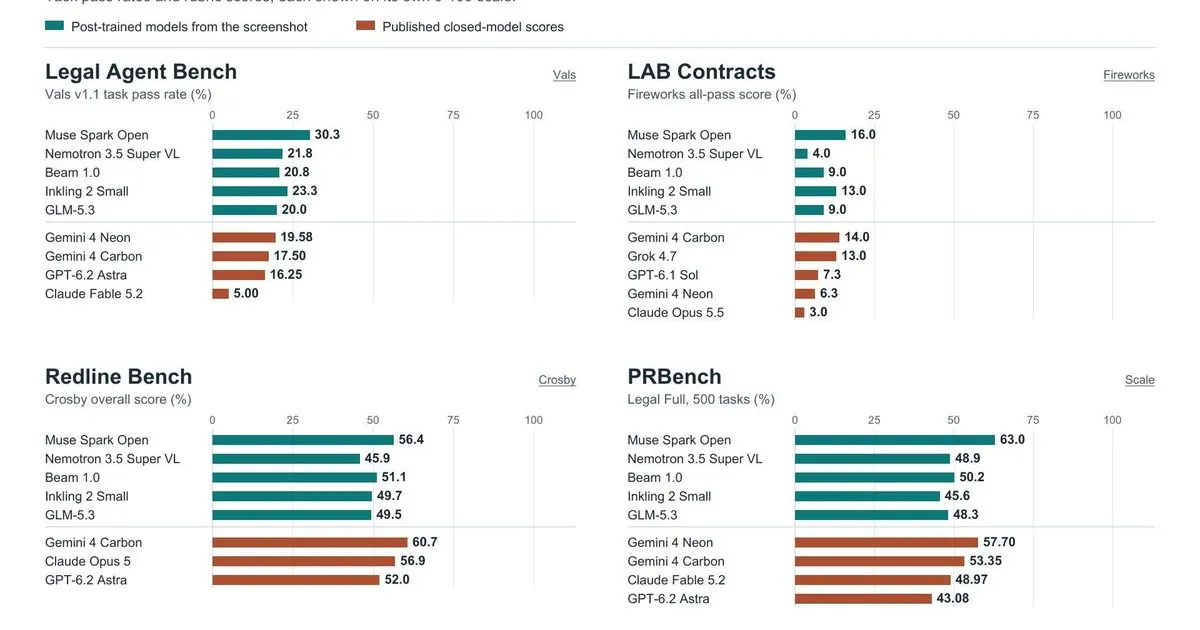 Post-trained models from the screenshot
Published closed-model scores
Legal Agent Bench
Vals
Vals v1.1 task pass rate (%)
0 25 50 75 100
Muse Spark Open 30.3
Nemotron 3.5 Super VL 21.8
Beam 1.0 20.8
Inkling 2 Small 23.3
GLM-5.3 20.0
Gemini 4 Neon 19.58
Gemini 4 Carbon 17.50
GPT-6.2 Astra 16.25
Claude Fable 5.2 5.00
LAB Contracts
Fireworks
Fireworks all-pass score (%)
0 25 50 75 100
Muse Spark Open 16.0
Nemotron 3.5 Super VL 4.0
Beam 1.0 9.0
Inkling 2 Small 13.0
GLM-5.3 9.0
Gemini 4 Carbon 14.0
Grok 4.7 13.0
GPT-6.1 Sol 7.3
Gemini 4 Neon 6.3
Claude Opus 5.5 3.0
Redline Bench
Crosby
Crosby overall score (%)
0 25 50 75 100
Muse Spark Open 56.4
Nemotron 3.5 Super VL 45.9
Beam 1.0 51.1
Inkling 2 Small 49.7
GLM-5.3 49.5
Gemini 4 Carbon 60.7
Claude Opus 5 56.9
GPT-6.2 Astra 52.0
PRBench
Scale
Legal Full, 500 tasks (%)
0 25 50 75 100
Muse Spark Open 63.0
Nemotron 3.5 Super VL 48.9
Beam 1.0 50.2
Inkling 2 Small 45.6
GLM-5.3 48.3
Gemini 4 Neon 57.70
Gemini 4 Carbon 53.35
Claude Fable 5.2 48.97
GPT-6.2 Astra 43.08